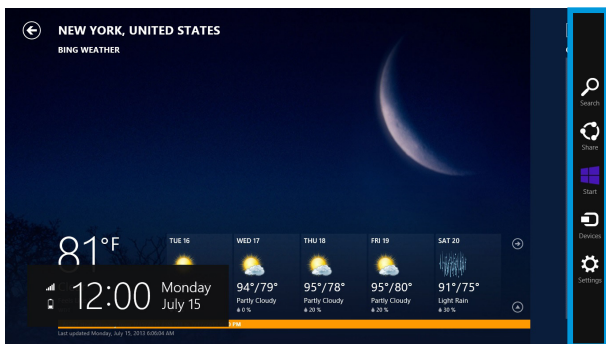 NEW YORK, UNITED STATES
BING WEATHER
81°F
TUE 16
WED 17
94°/79°
Partly Cloudy
0 %
THU 18
95°/78°
Partly Cloudy
20 %
FRI 19
95°/80°
Partly Cloudy
20 %
SAT 20
91°/75°
Light Rain
30 %
12:00
Monday
July 15
PM
Last updated Monday, July 15, 2013 6:06:04 AM
Search
Share
Start
Devices
Settings